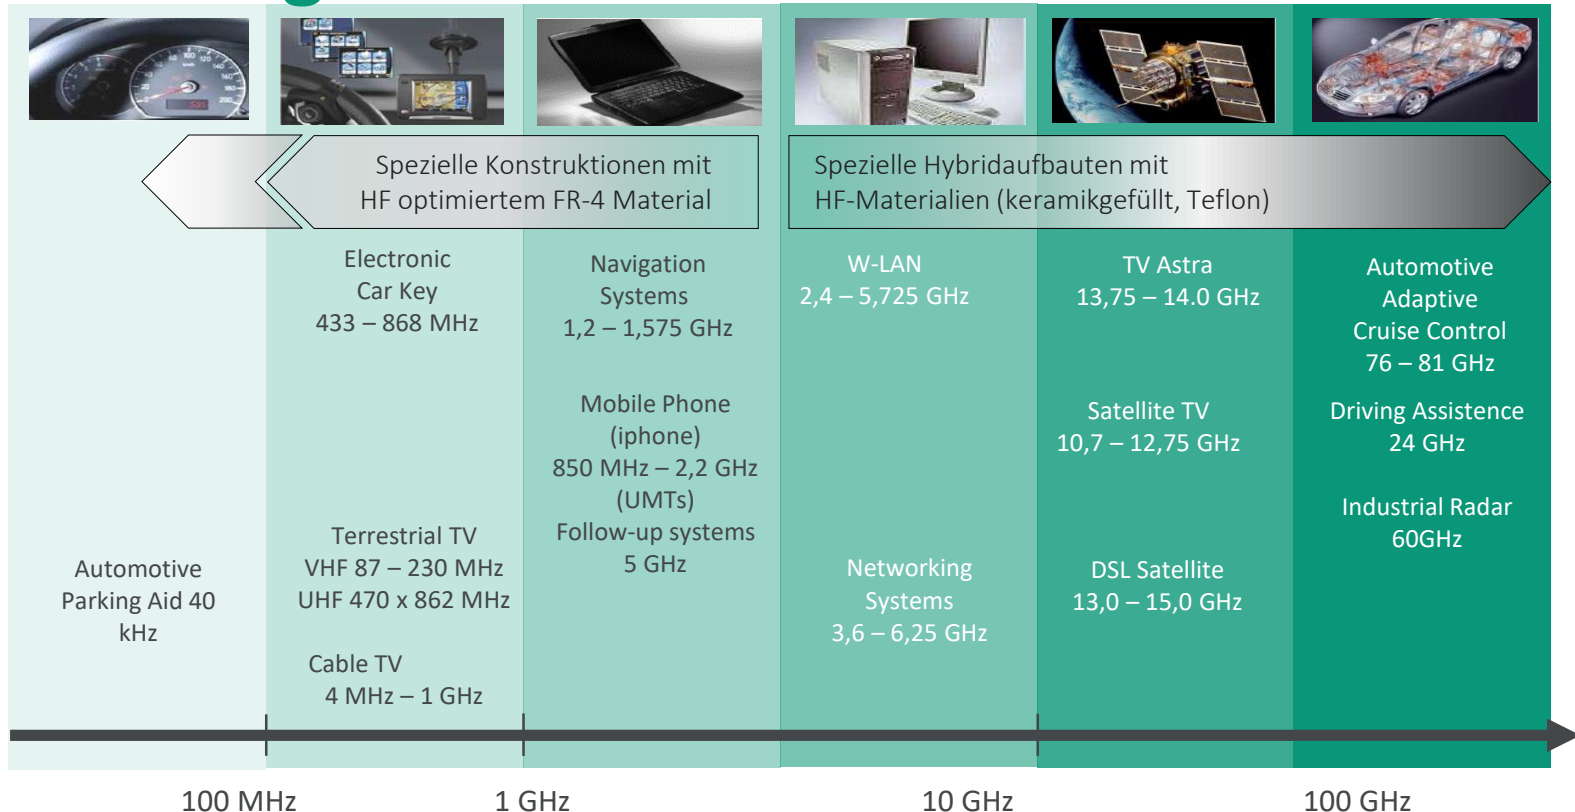 Spezielle Konstruktionen mit
HF optimiertem FR-4 Material
Spezielle Hybridaufbauten mit
HF-Materialien (keramikgefüllt, Teflon)
Automotive
Parking Aid 40
kHz
Electronic
Car Key
433 – 868 MHz
Terrestrial TV
VHF 87 – 230 MHz
UHF 470 x 862 MHz
Cable TV
4 MHz – 1 GHz
Navigation
Systems
1,2 – 1,575 GHz
Mobile Phone
(iphone)
850 MHz – 2,2 GHz
(UMTs)
Follow-up systems
5 GHz
W-LAN
2,4 – 5,725 GHz
Networking
Systems
3,6 – 6,25 GHz
TV Astra
13,75 – 14.0 GHz
Satellite TV
10,7 – 12,75 GHz
DSL Satellite
13,0 – 15,0 GHz
Automotive
Adaptive
Cruise Control
76 – 81 GHz
Driving Assistence
24 GHz
Industrial Radar
60GHz
100 MHz
1 GHz
10 GHz
100 GHz